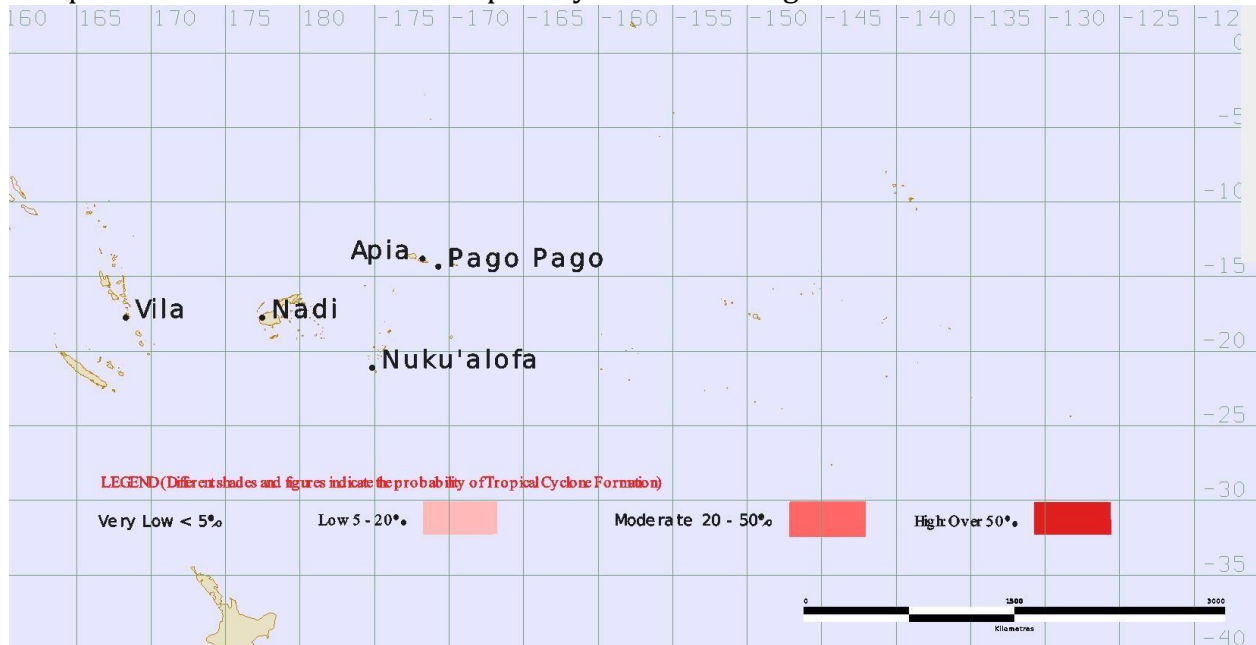 160 165 170 175 180 -175 -170 -165 -160 -155 -150 -145 -140 -135 -130 -125 -12
0
-5
-10
Apia Pago Pago
-15
Vila Nadi
-20
Nuku'alofa
-25
LEGEND(Different shades and figures indicate the probability of Tropical Cyclone Formation)
-30
Very Low < 5% Low 5 - 20% Moderate 20 - 50% High: Over 50%
-35
0 1500 3000
Kilometres
-40